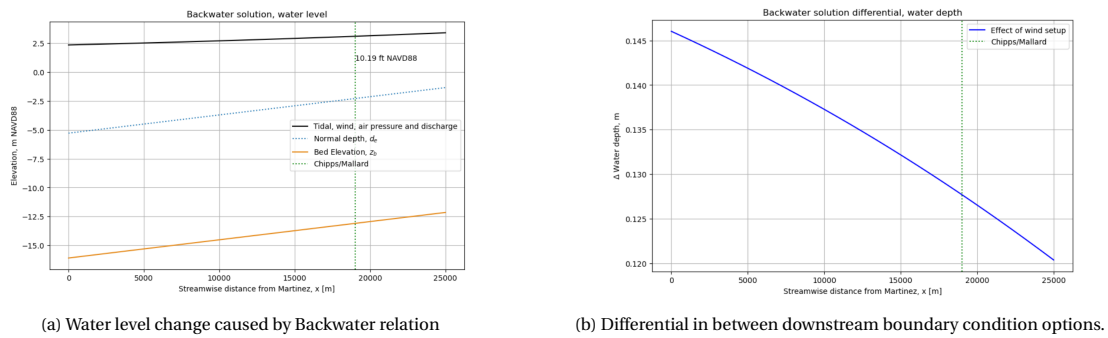 Backwater solution, water level
2.5
0.0
−2.5
−5.0
−7.5
−10.0
−12.5
−15.0
Elevation, m NAVD88
10.19 ft NAVD88
Tidal, wind, air pressure and discharge
Normal depth, dₑ
Bed Elevation, z_b
Chipps/Mallard
0 5000 10000 15000 20000 25000
Streamwise distance from Martinez, x [m]
(a) Water level change caused by Backwater relation
Backwater solution differential, water depth
0.145
0.140
0.135
0.130
0.125
0.120
Δ Water depth, m
Effect of wind setup
Chipps/Mallard
0 5000 10000 15000 20000 25000
Streamwise distance from Martinez, x [m]
(b) Differential in between downstream boundary condition options.